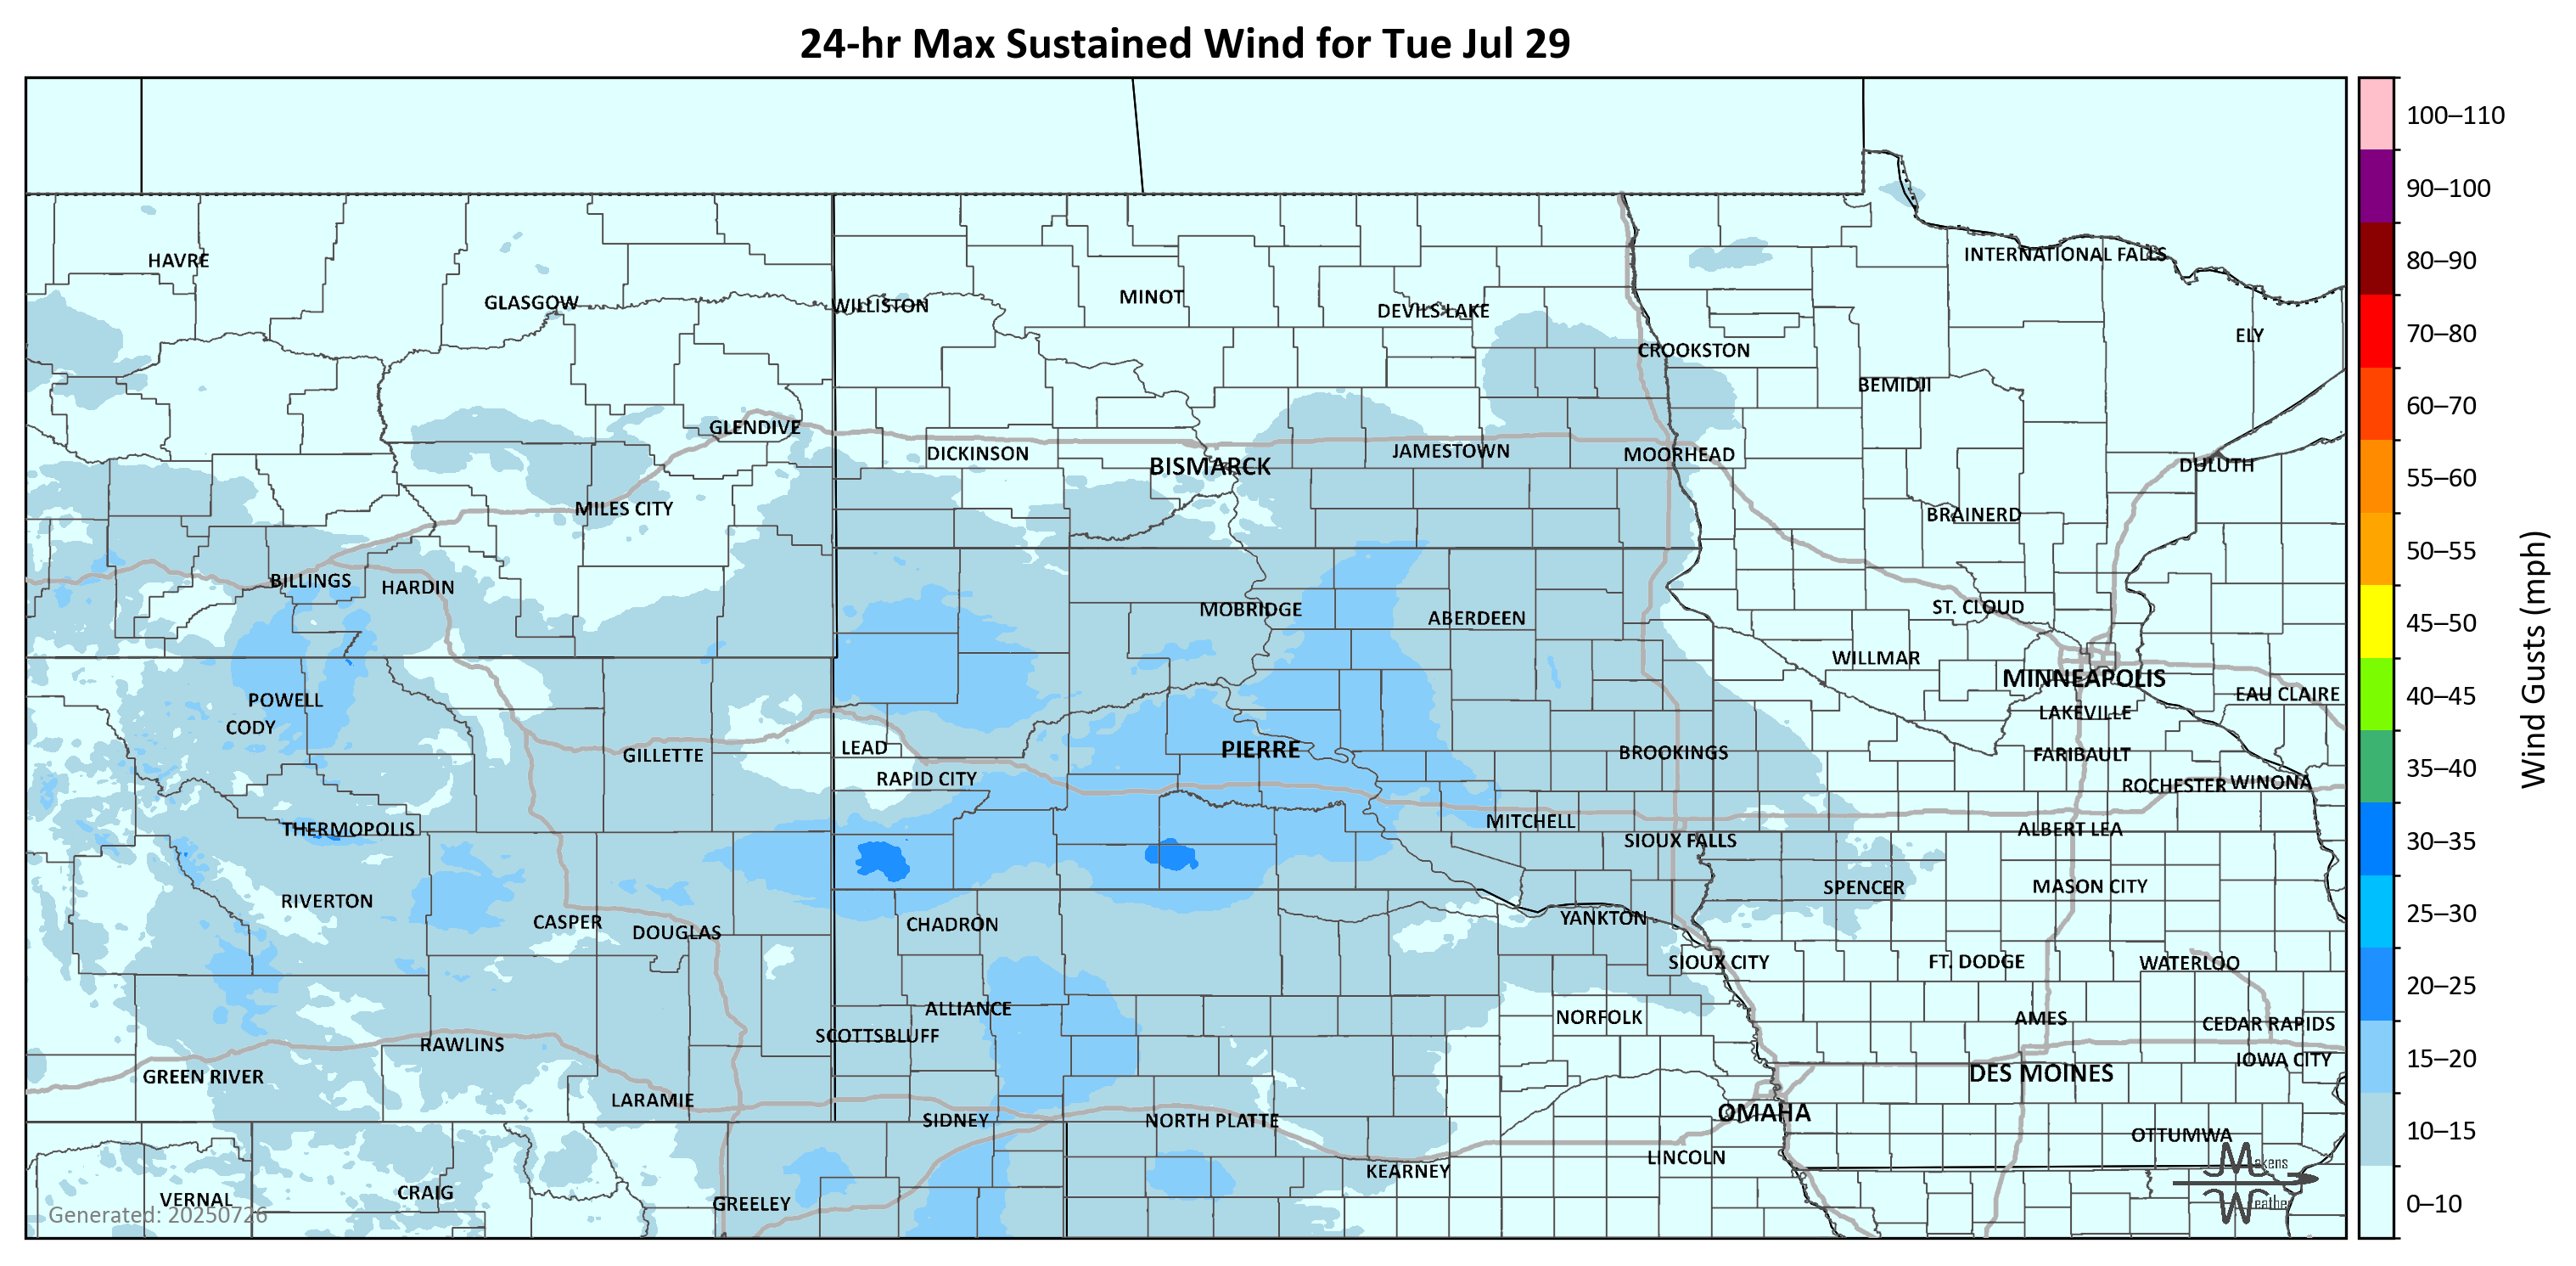 24-hr Max Sustained Wind for Tue Jul 29
100–110
90–100
80–90
70–80
60–70
55–60
50–55
45–50
40–45
35–40
30–35
25–30
20–25
15–20
10–15
0–10
Wind Gusts (mph)
HAVRE
INTERNATIONAL FALLS
GLASGOW
WILLISTON
MINOT
DEVILS LAKE
ELY
CROOKSTON
BEMIDJI
GLENDIVE
DICKINSON
BISMARCK
JAMESTOWN
MOORHEAD
DULUTH
MILES CITY
BRAINERD
BILLINGS
HARDIN
MOBRIDGE
ABERDEEN
ST. CLOUD
WILLMAR
MINNEAPOLIS
POWELL
EAU CLAIRE
CODY
LAKEVILLE
GILLETTE
LEAD
PIERRE
BROOKINGS
FARIBAULT
RAPID CITY
ROCHESTER
WINONA
THERMOPOLIS
MITCHELL
ALBERT LEA
SIOUX FALLS
RIVERTON
SPENCER
MASON CITY
CASPER
DOUGLAS
CHADRON
YANKTON
SIOUX CITY
FT. DODGE
WATERLOO
ALLIANCE
NORFOLK
AMES
CEDAR RAPIDS
SCOTTSBLUFF
RAWLINS
IOWA CITY
GREEN RIVER
DES MOINES
LARAMIE
SIDNEY
NORTH PLATTE
OMAHA
OTTUMWA
LINCOLN
KEARNEY
VERNAL
CRAIG
GREELEY
Makens
Weather
Generated: 20250726